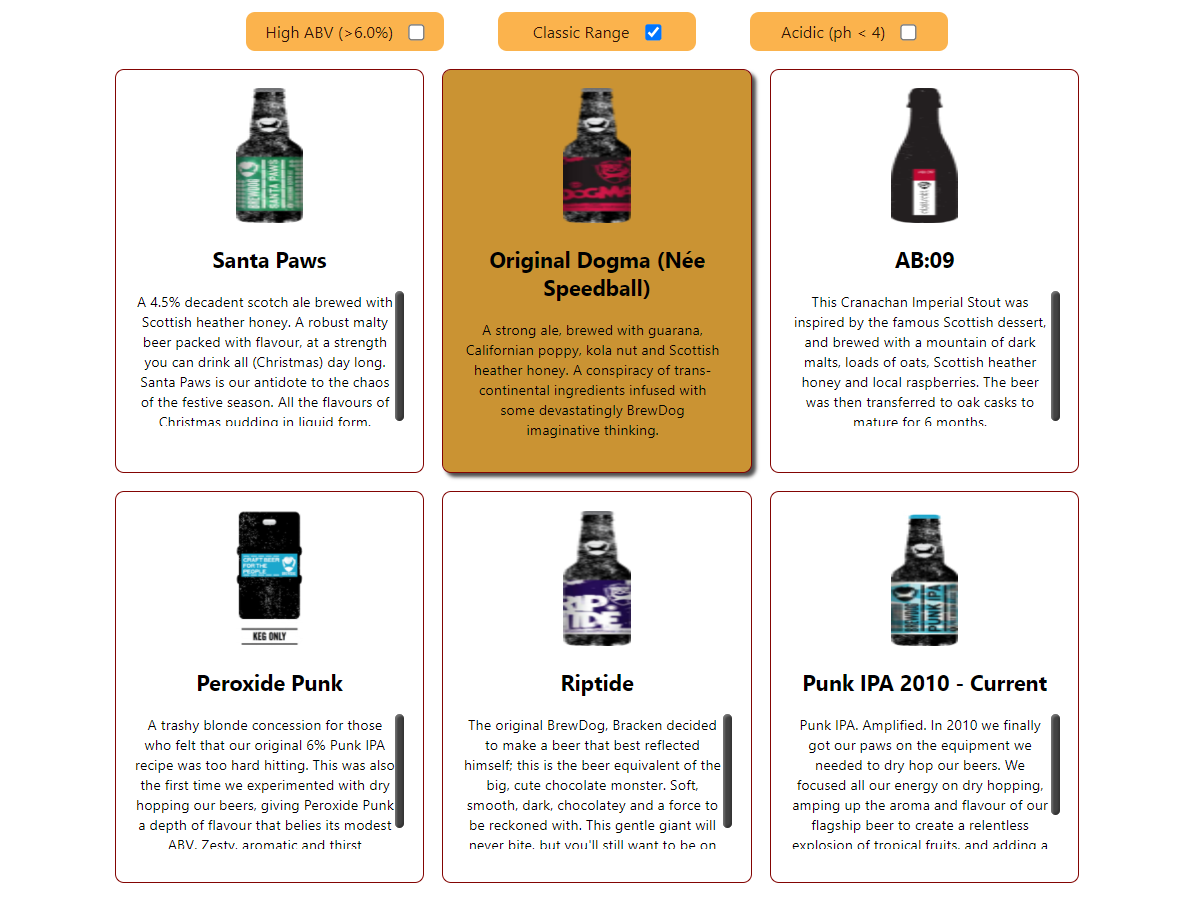 High ABV (>6.0%)
Classic Range
Acidic (ph < 4)
BREWDOG
SANTA PAWS
DOGMA
Santa Paws
A 4.5% decadent scotch ale brewed with
Scottish heather honey. A robust malty
beer packed with flavour, at a strength
you can drink all (Christmas) day long.
Santa Paws is our antidote to the chaos
of the festive season. All the flavours of
Christmas pudding in liquid form.
Original Dogma (Née
Speedball)
A strong ale, brewed with guarana,
Californian poppy, kola nut and Scottish
heather honey. A conspiracy of trans-
continental ingredients infused with
some devastatingly BrewDog
imaginative thinking.
AB:09
This Cranachan Imperial Stout was
inspired by the famous Scottish dessert,
and brewed with a mountain of dark
malts, loads of oats, Scottish heather
honey and local raspberries. The beer
was then transferred to oak casks to
mature for 6 months.
CRAFT BEER
FOR THE
PEOPLE
KEG ONLY
RIP
TIDE
BREWDOG
PUNK IPA
Peroxide Punk
A trashy blonde concession for those
who felt that our original 6% Punk IPA
recipe was too hard hitting. This was also
the first time we experimented with dry
hopping our beers, giving Peroxide Punk
a depth of flavour that belies its modest
ABV. Zesty, aromatic and thirst
Riptide
The original BrewDog, Bracken decided
to make a beer that best reflected
himself; this is the beer equivalent of the
big, cute chocolate monster. Soft,
smooth, dark, chocolatey and a force to
be reckoned with. This gentle giant will
never bite, but you'll still want to be on
Punk IPA 2010 - Current
Punk IPA. Amplified. In 2010 we finally
got our paws on the equipment we
needed to dry hop our beers. We
focused all our energy on dry hopping,
amping up the aroma and flavour of our
flagship beer to create a relentless
explosion of tropical fruits, and adding a